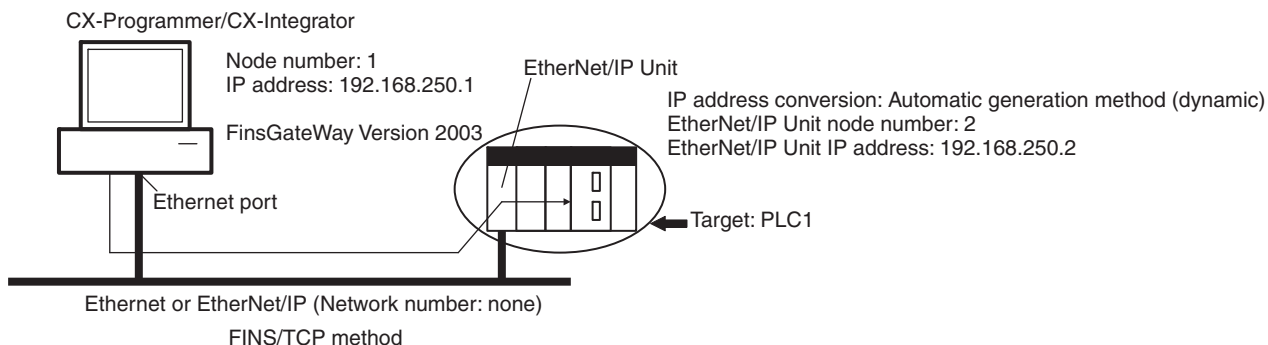 CX-Programmer/CX-Integrator
Node number: 1
IP address: 192.168.250.1
FinsGateWay Version 2003
Ethernet port
EtherNet/IP Unit
IP address conversion: Automatic generation method (dynamic)
EtherNet/IP Unit node number: 2
EtherNet/IP Unit IP address: 192.168.250.2
Target: PLC1
Ethernet or EtherNet/IP (Network number: none)
FINS/TCP method